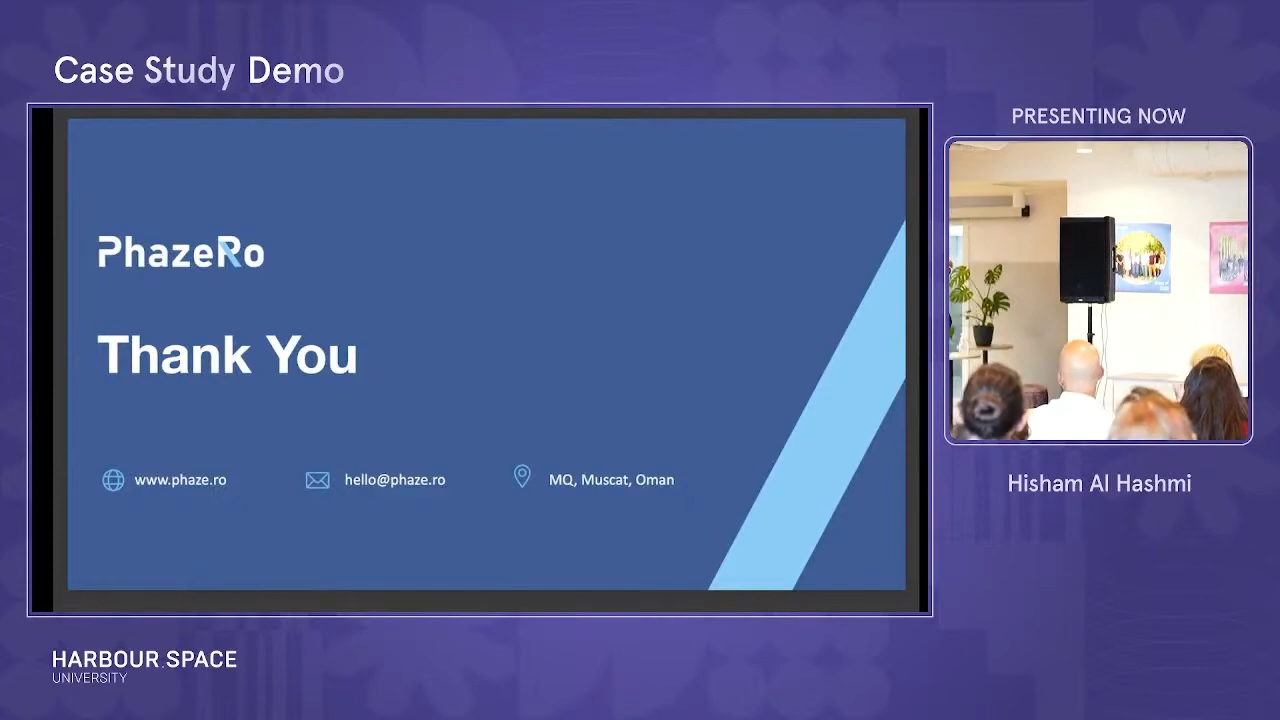 Case Study Demo
PRESENTING NOW
PhazeRo
Thank You
www.phaze.ro
hello@phaze.ro
MQ, Muscat, Oman
Hisham Al Hashmi
HARBOUR.SPACE
UNIVERSITY